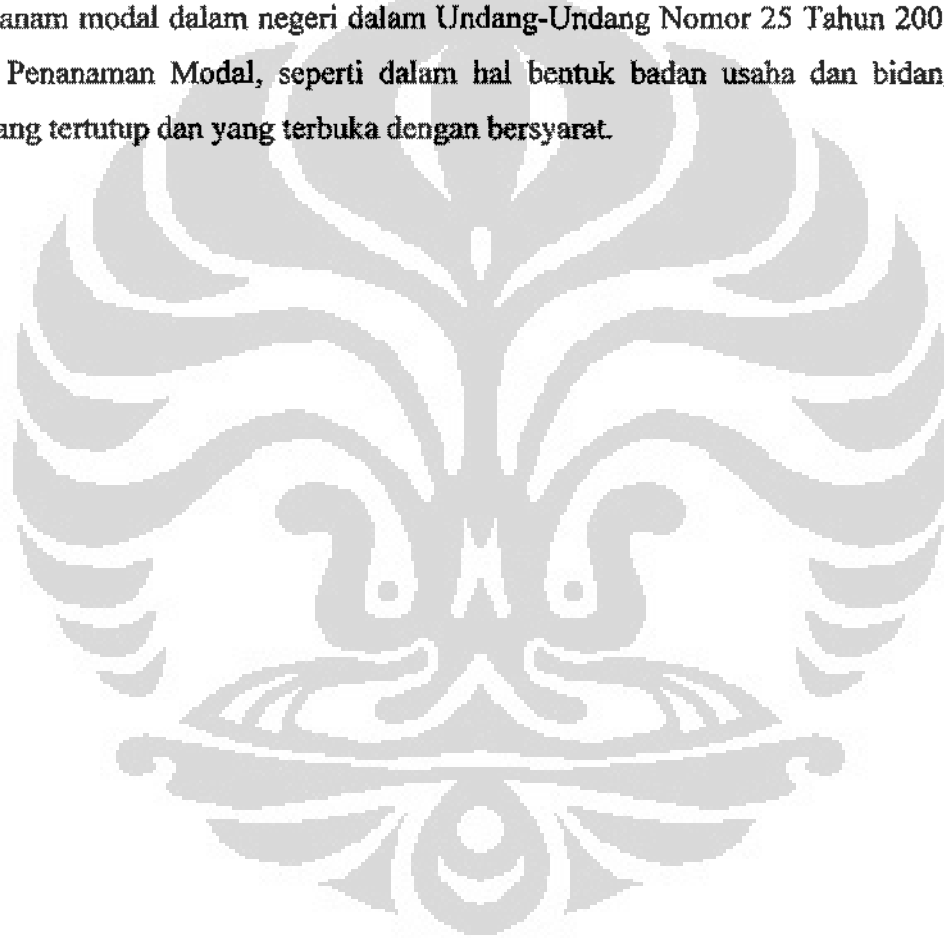 anam modal dalam negeri dalam Undang-Undang Nomor 25 Tahun 200
Penanaman Modal, seperti dalam hal bentuk badan usaha dan bidan
ang tertutup dan yang terbuka dengan bersyarat.